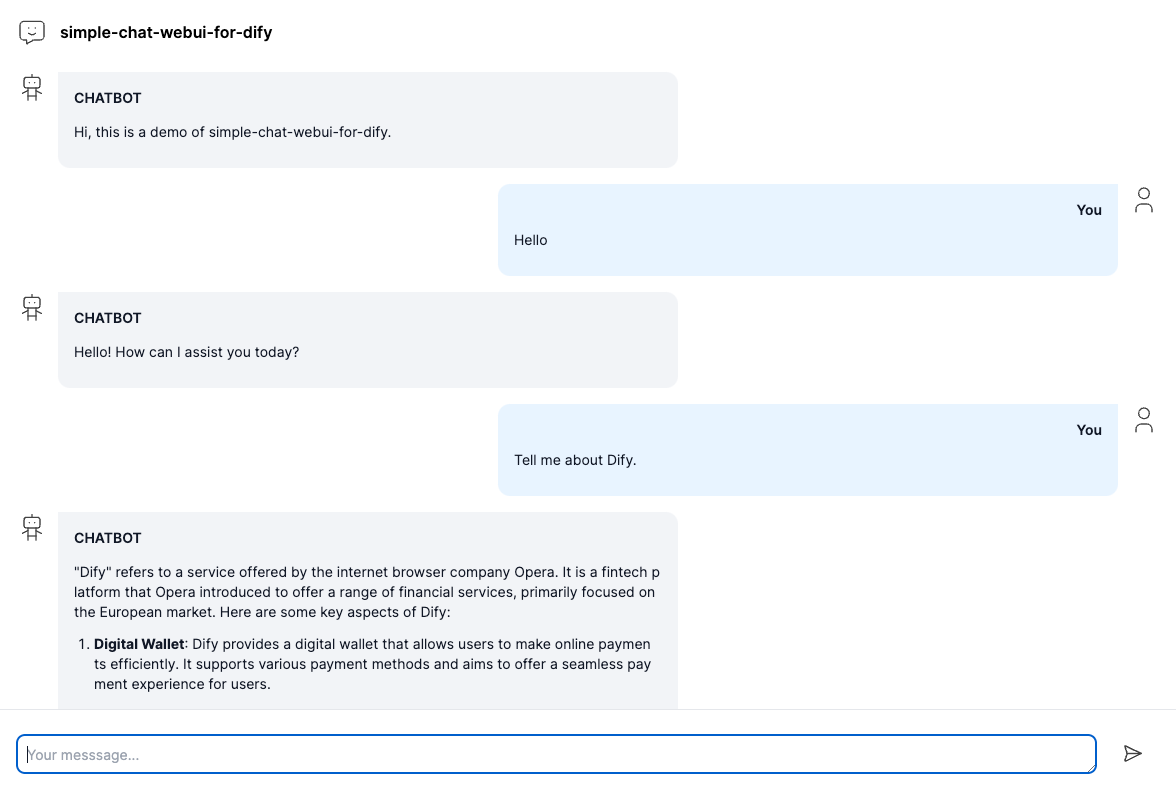 simple-chat-webui-for-dify
CHATBOT
Hi, this is a demo of simple-chat-webui-for-dify.
You
Hello
CHATBOT
Hello! How can I assist you today?
You
Tell me about Dify.
CHATBOT
"Dify" refers to a service offered by the internet browser company Opera. It is a fintech p
latform that Opera introduced to offer a range of financial services, primarily focused on
the European market. Here are some key aspects of Dify:
1. Digital Wallet: Dify provides a digital wallet that allows users to make online paymen
ts efficiently. It supports various payment methods and aims to offer a seamless pay
ment experience for users.
Your messsage...